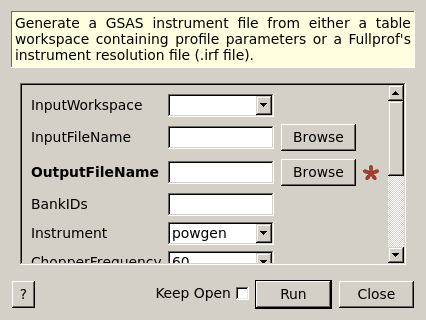 Generate a GSAS instrument file from either a table
workspace containing profile parameters or a Fullprof's
instrument resolution file (.irf file).
InputWorkspace
InputFileName Browse
OutputFileName Browse *
BankIDs
Instrument powgen
ChopperFrequency 60
? Keep Open Run Close